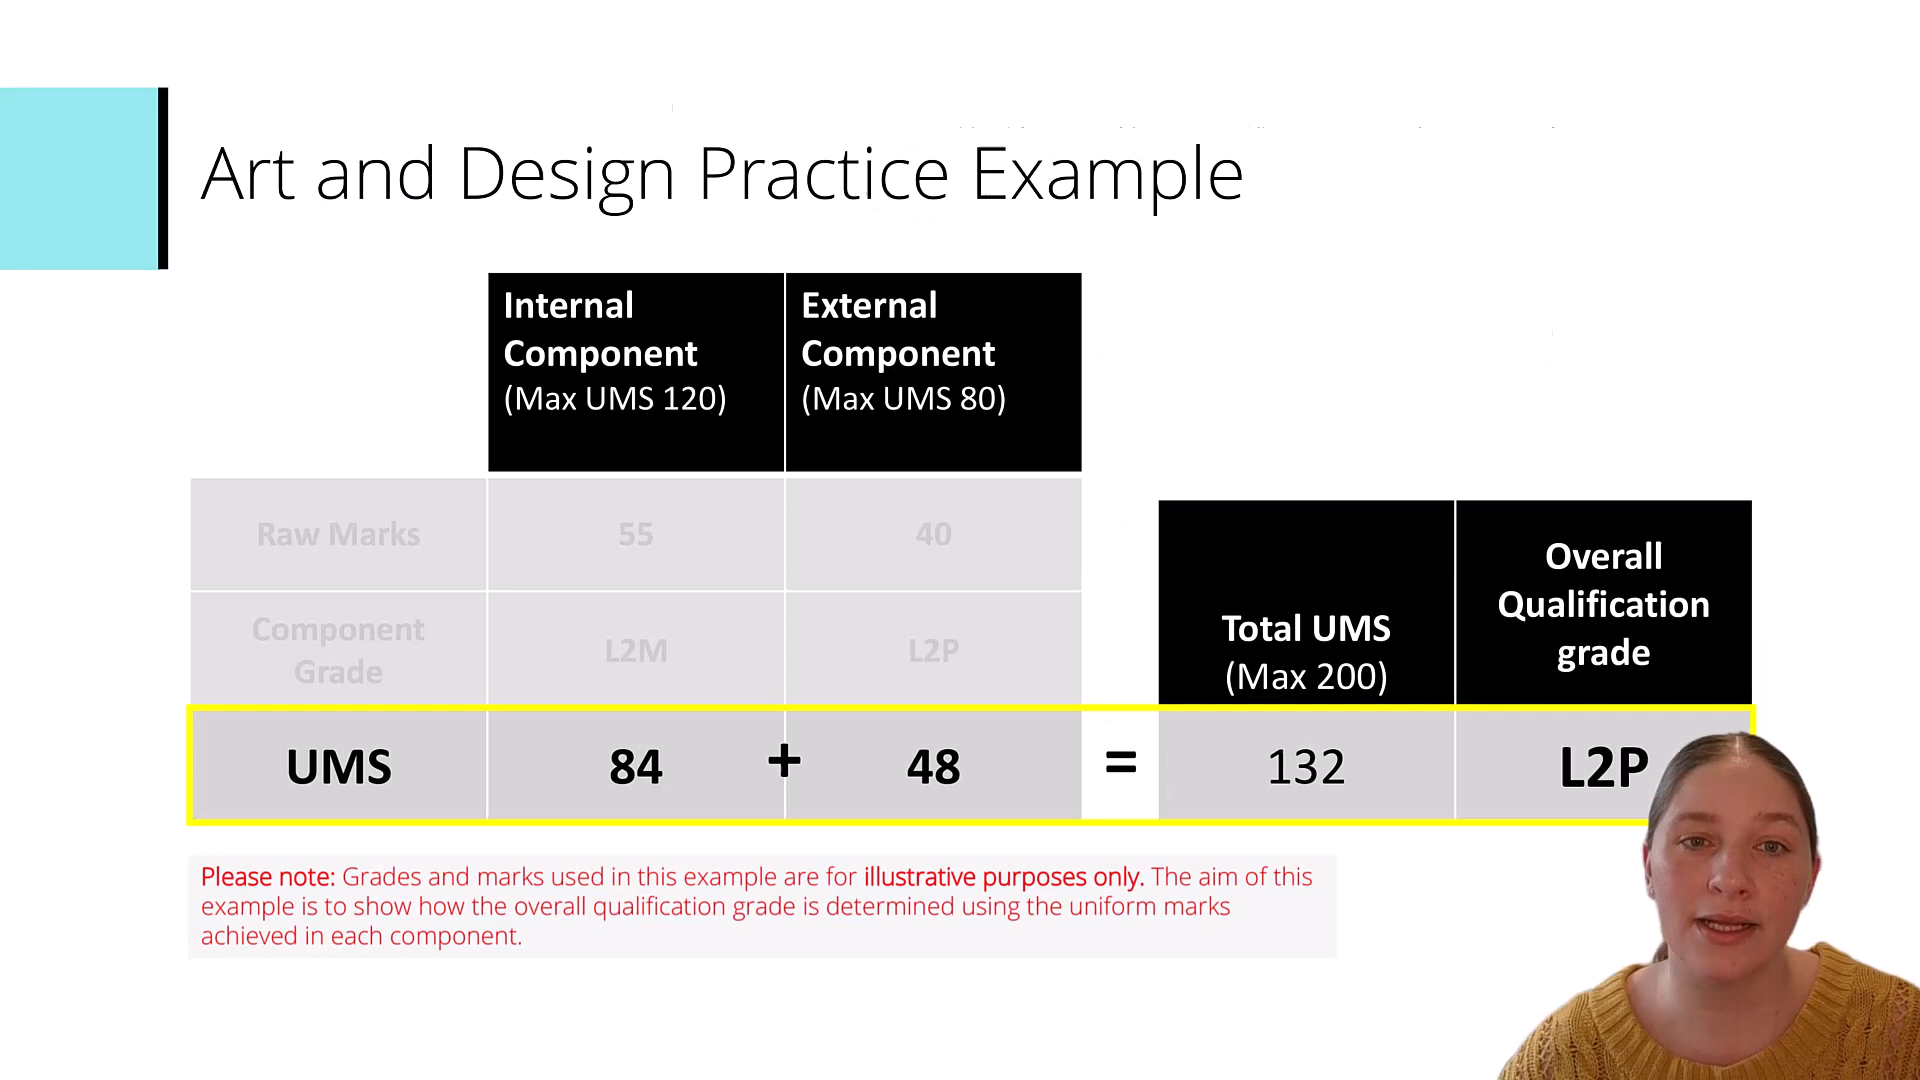 Art and Design Practice Example
Internal
Component
(Max UMS 120)
External
Component
(Max UMS 80)
Raw Marks 55 40
Component
Grade
L2M L2P
Total UMS
(Max 200)
Overall
Qualification
grade
UMS 84 + 48 = 132 L2P
Please note: Grades and marks used in this example are for illustrative purposes only. The aim of this
example is to show how the overall qualification grade is determined using the uniform marks
achieved in each component.